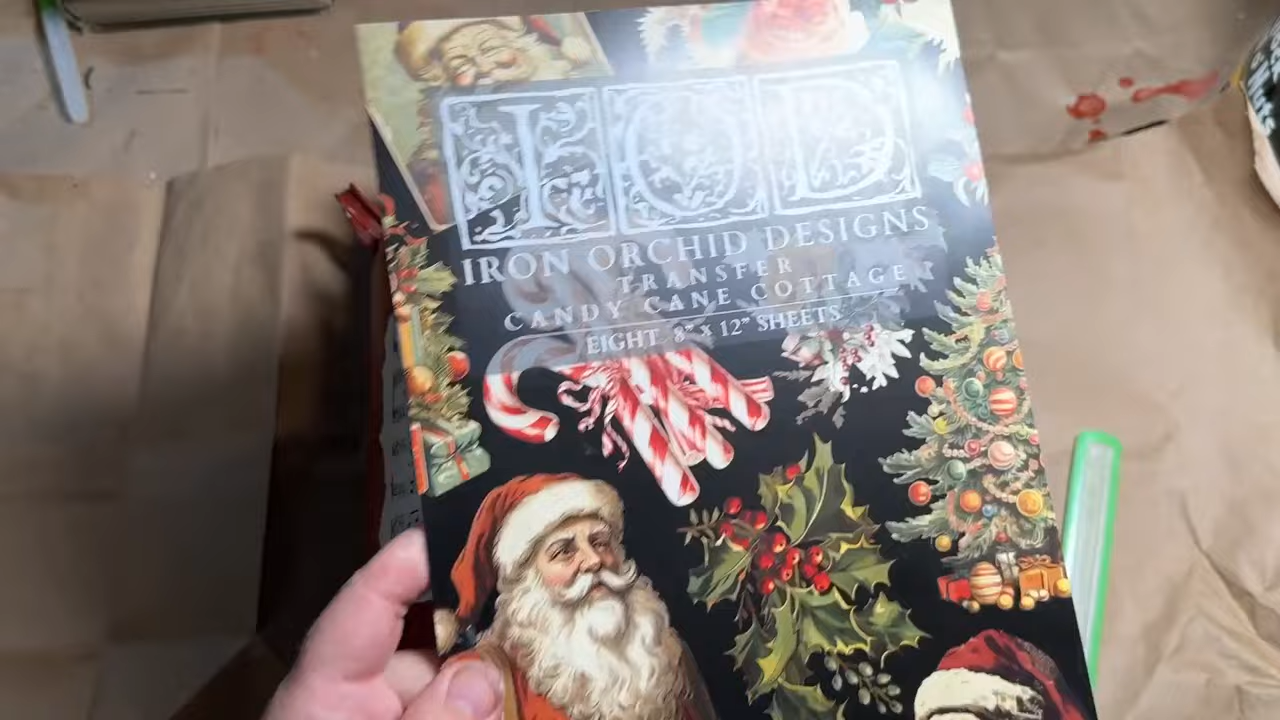 IOD
IRON ORCHID DESIGNS
TRANSFER
CANDY CANE COTTAGE
EIGHT 8" x 12" SHEETS